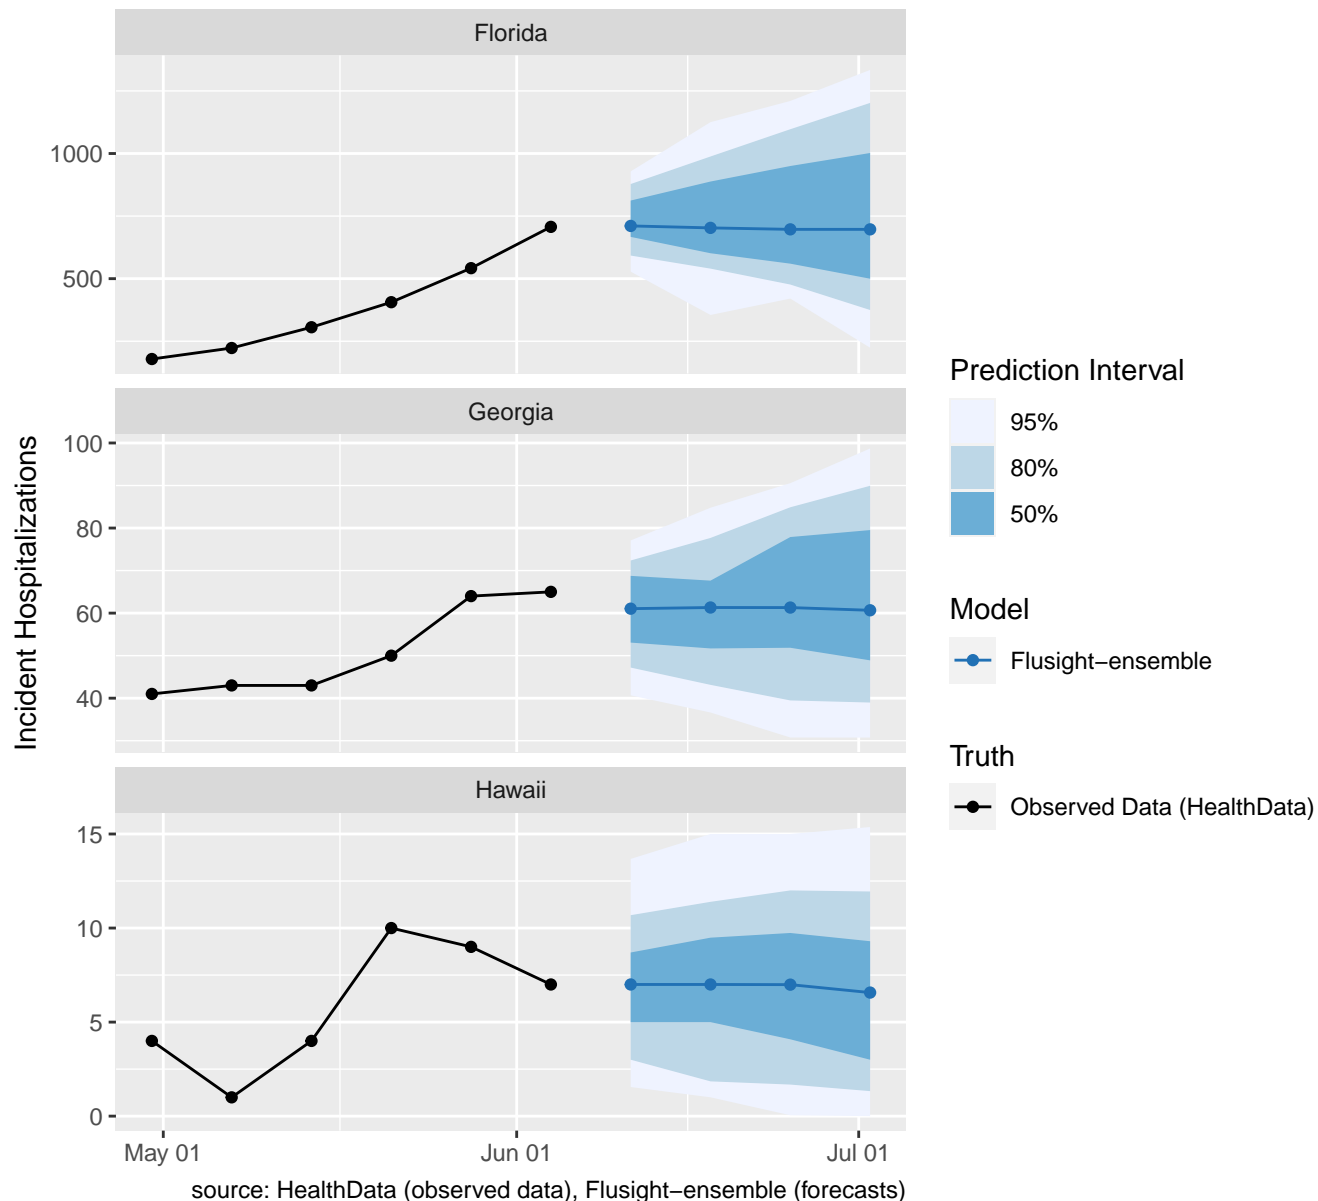 Florida
1000
500
Georgia
100
80
60
40
Hawaii
15
10
5
0
May 01
Jun 01
Jul 01
Incident Hospitalizations
source: HealthData (observed data), Flusight−ensemble (forecasts)
Prediction Interval
95%
80%
50%
Model
Flusight−ensemble
Truth
Observed Data (HealthData)